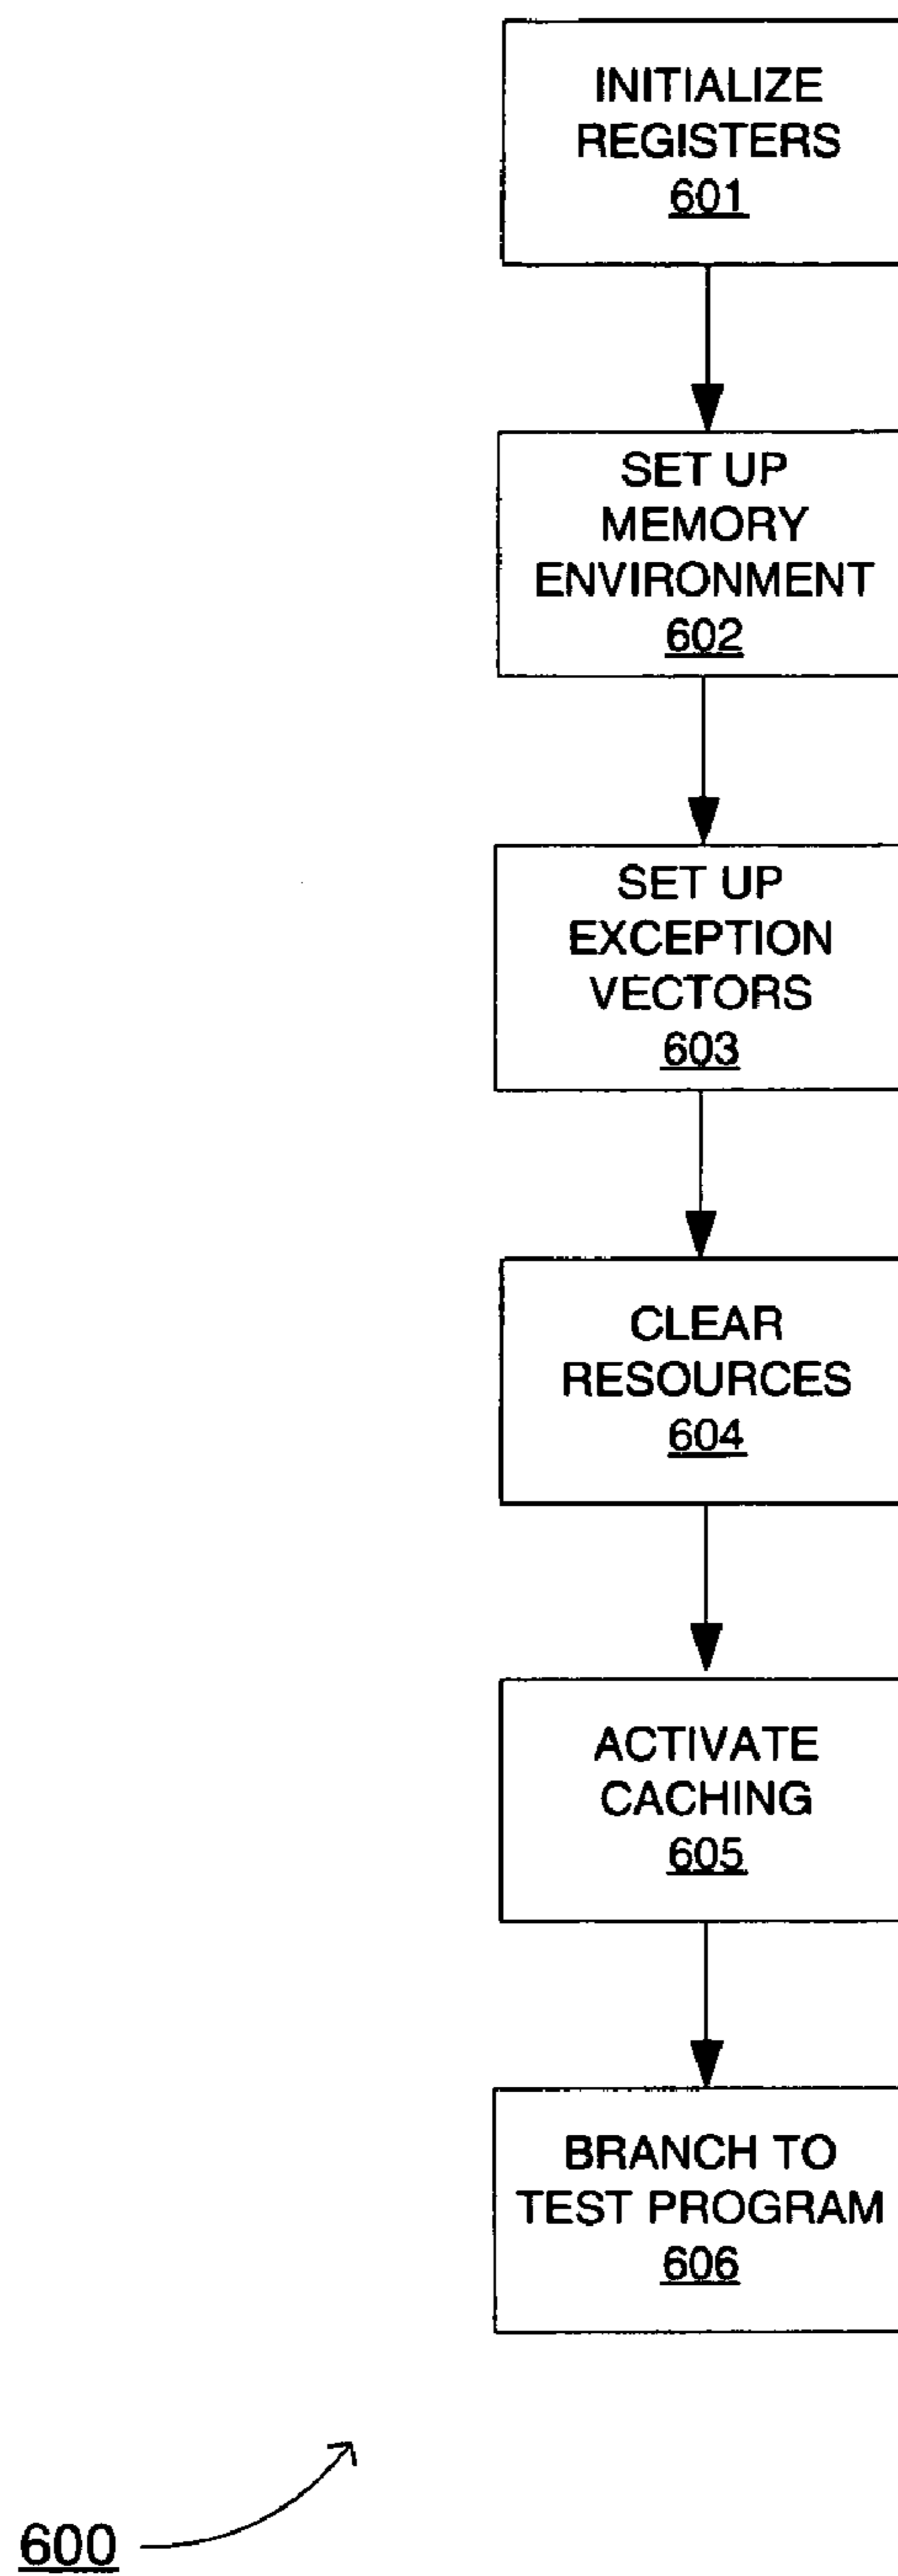 INITIALIZE
REGISTERS
601
SET UP
MEMORY
ENVIRONMENT
602
SET UP
EXCEPTION
VECTORS
603
CLEAR
RESOURCES
604
ACTIVATE
CACHING
605
BRANCH TO
TEST PROGRAM
606
600